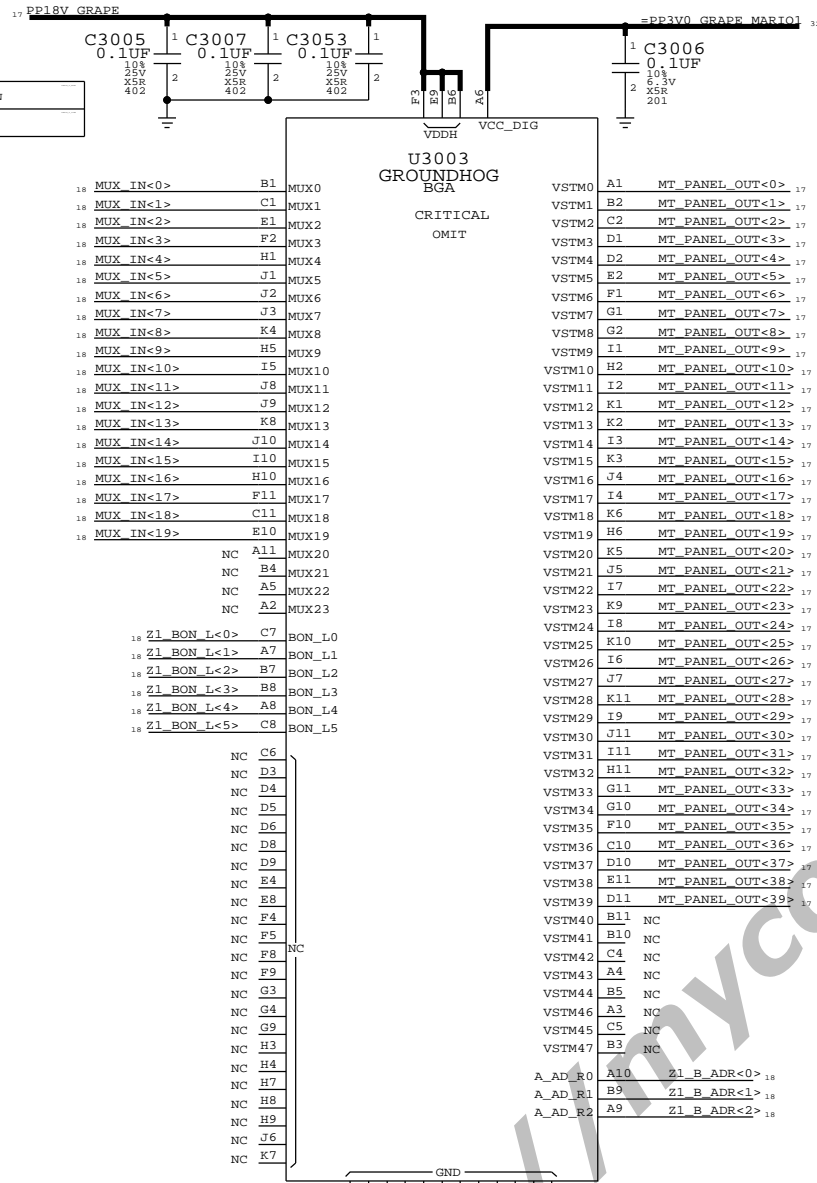 17 PP18V GRAPE
=PP3V0 GRAPE MARIO1
C3005 1 C3007 1 C3053 1
0.1UF 0.1UF 0.1UF
10% 10% 10%
25V 2 25V 2 25V 2
X5R X5R X5R
402 402 402
1 C3006
0.1UF
10%
2 6.3V
X5R
201
F3 E9 B6 A6
VDDH VCC_DIG
U3003
GROUNDHOG
BGA
CRITICAL
OMIT
18 MUX_IN<0> B1 MUX0
18 MUX_IN<1> C1 MUX1
18 MUX_IN<2> E1 MUX2
18 MUX_IN<3> F2 MUX3
18 MUX_IN<4> H1 MUX4
18 MUX_IN<5> J1 MUX5
18 MUX_IN<6> J2 MUX6
18 MUX_IN<7> J3 MUX7
18 MUX_IN<8> K4 MUX8
18 MUX_IN<9> H5 MUX9
18 MUX_IN<10> I5 MUX10
18 MUX_IN<11> J8 MUX11
18 MUX_IN<12> J9 MUX12
18 MUX_IN<13> K8 MUX13
18 MUX_IN<14> J10 MUX14
18 MUX_IN<15> I10 MUX15
18 MUX_IN<16> H10 MUX16
18 MUX_IN<17> F11 MUX17
18 MUX_IN<18> C11 MUX18
18 MUX_IN<19> E10 MUX19
NC A11 MUX20
NC B4 MUX21
NC A5 MUX22
NC A2 MUX23
18 Z1_BON_L<0> C7 BON_L0
18 Z1_BON_L<1> A7 BON_L1
18 Z1_BON_L<2> B7 BON_L2
18 Z1_BON_L<3> B8 BON_L3
18 Z1_BON_L<4> A8 BON_L4
18 Z1_BON_L<5> C8 BON_L5
NC C6
NC D3
NC D4
NC D5
NC D6
NC D8
NC D9
NC E4
NC E8
NC F4
NC F5
NC F8
NC F9
NC G3
NC G4
NC G9
NC H3
NC H4
NC H7
NC H8
NC H9
NC J6
NC K7
NC
VSTM0 A1 MT_PANEL_OUT<0> 17
VSTM1 B2 MT_PANEL_OUT<1> 17
VSTM2 C2 MT_PANEL_OUT<2> 17
VSTM3 D1 MT_PANEL_OUT<3> 17
VSTM4 D2 MT_PANEL_OUT<4> 17
VSTM5 E2 MT_PANEL_OUT<5> 17
VSTM6 F1 MT_PANEL_OUT<6> 17
VSTM7 G1 MT_PANEL_OUT<7> 17
VSTM8 G2 MT_PANEL_OUT<8> 17
VSTM9 I1 MT_PANEL_OUT<9> 17
VSTM10 H2 MT_PANEL_OUT<10> 17
VSTM11 I2 MT_PANEL_OUT<11> 17
VSTM12 K1 MT_PANEL_OUT<12> 17
VSTM13 K2 MT_PANEL_OUT<13> 17
VSTM14 I3 MT_PANEL_OUT<14> 17
VSTM15 K3 MT_PANEL_OUT<15> 17
VSTM16 J4 MT_PANEL_OUT<16> 17
VSTM17 I4 MT_PANEL_OUT<17> 17
VSTM18 K6 MT_PANEL_OUT<18> 17
VSTM19 H6 MT_PANEL_OUT<19> 17
VSTM20 K5 MT_PANEL_OUT<20> 17
VSTM21 J5 MT_PANEL_OUT<21> 17
VSTM22 I7 MT_PANEL_OUT<22> 17
VSTM23 K9 MT_PANEL_OUT<23> 17
VSTM24 I8 MT_PANEL_OUT<24> 17
VSTM25 K10 MT_PANEL_OUT<25> 17
VSTM26 I6 MT_PANEL_OUT<26> 17
VSTM27 J7 MT_PANEL_OUT<27> 17
VSTM28 K11 MT_PANEL_OUT<28> 17
VSTM29 I9 MT_PANEL_OUT<29> 17
VSTM30 J11 MT_PANEL_OUT<30> 17
VSTM31 I11 MT_PANEL_OUT<31> 17
VSTM32 H11 MT_PANEL_OUT<32> 17
VSTM33 G11 MT_PANEL_OUT<33> 17
VSTM34 G10 MT_PANEL_OUT<34> 17
VSTM35 F10 MT_PANEL_OUT<35> 17
VSTM36 C10 MT_PANEL_OUT<36> 17
VSTM37 D10 MT_PANEL_OUT<37> 17
VSTM38 E11 MT_PANEL_OUT<38> 17
VSTM39 D11 MT_PANEL_OUT<39> 17
VSTM40 B11 NC
VSTM41 B10 NC
VSTM42 C4 NC
VSTM43 A4 NC
VSTM44 B5 NC
VSTM46 A3 NC
VSTM45 C5 NC
VSTM47 B3 NC
A_AD_R0 A10 Z1_B_ADR<0> 18
A_AD_R1 B9 Z1_B_ADR<1> 18
A_AD_R2 A9 Z1_B_ADR<2> 18
GND
//myco